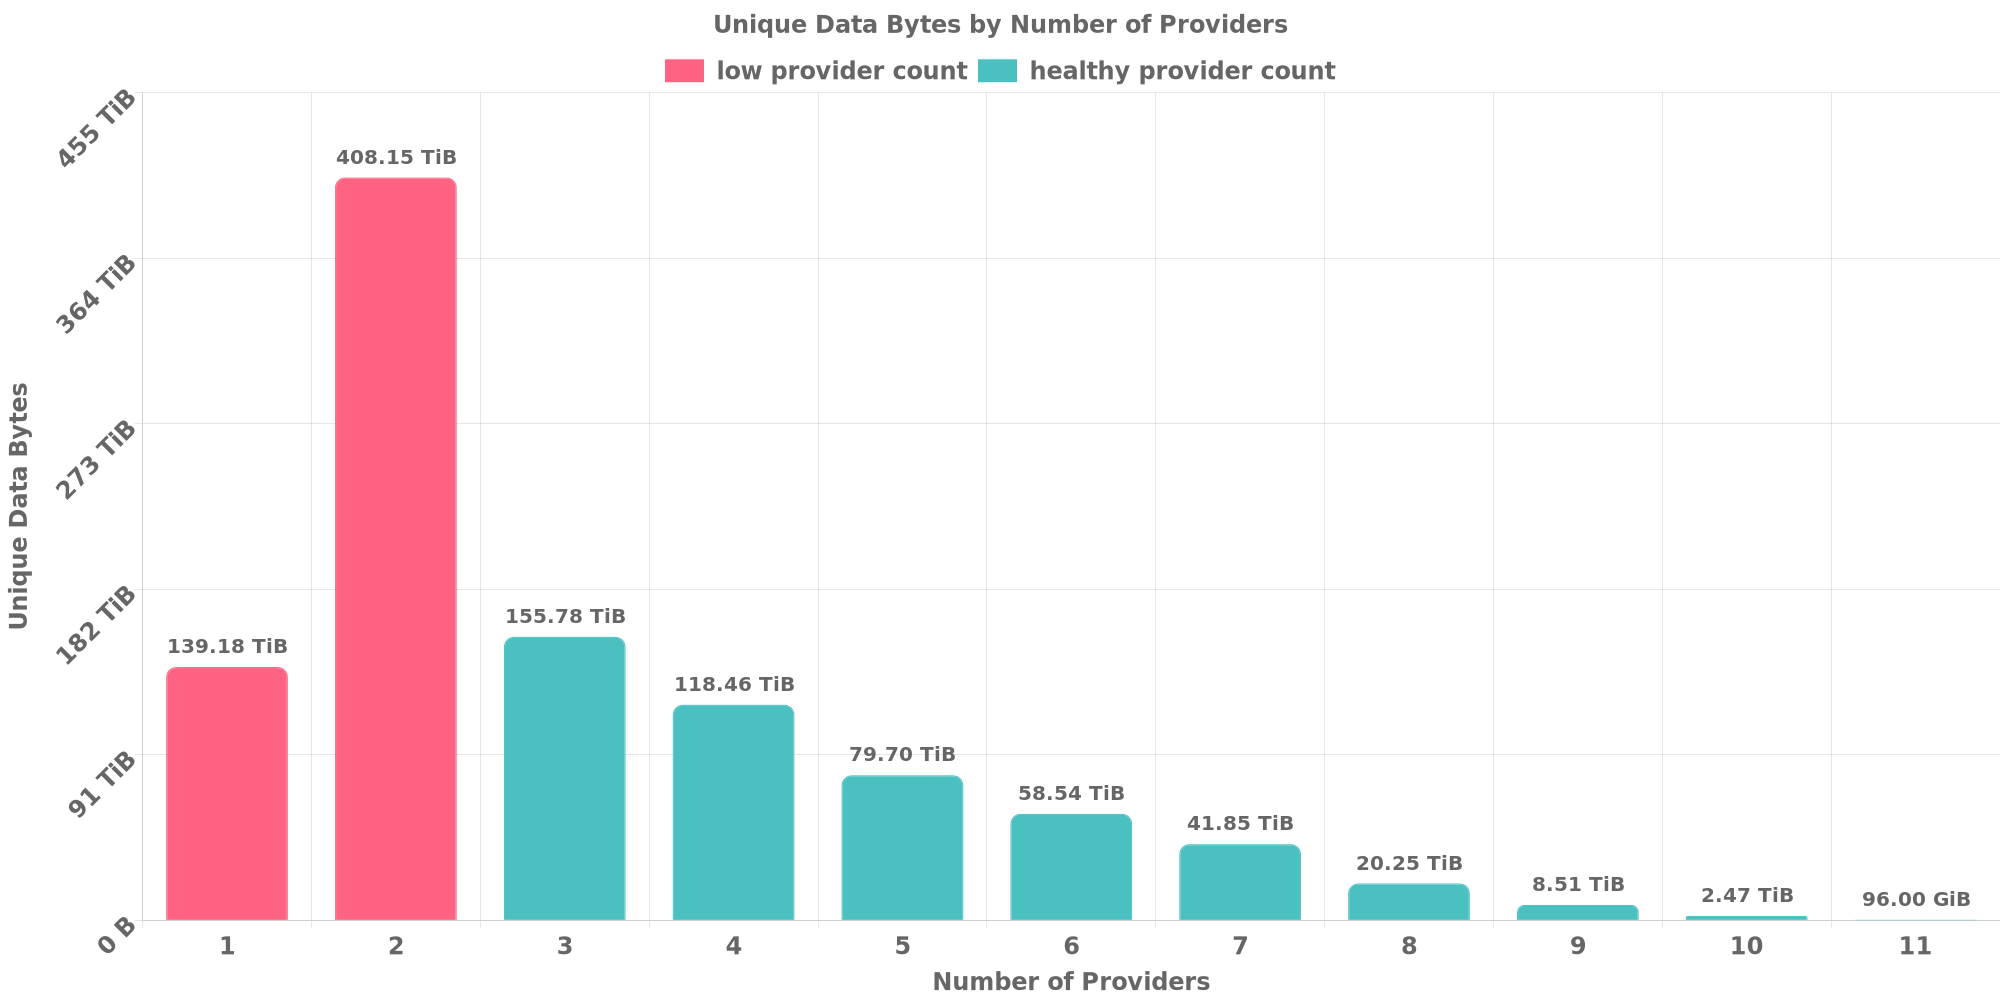 Unique Data Bytes by Number of Providers
low provider count healthy provider count
455 TiB
364 TiB
273 TiB
182 TiB
91 TiB
0 B
Unique Data Bytes
139.18 TiB
408.15 TiB
155.78 TiB
118.46 TiB
79.70 TiB
58.54 TiB
41.85 TiB
20.25 TiB
8.51 TiB
2.47 TiB
96.00 GiB
1 2 3 4 5 6 7 8 9 10 11
Number of Providers